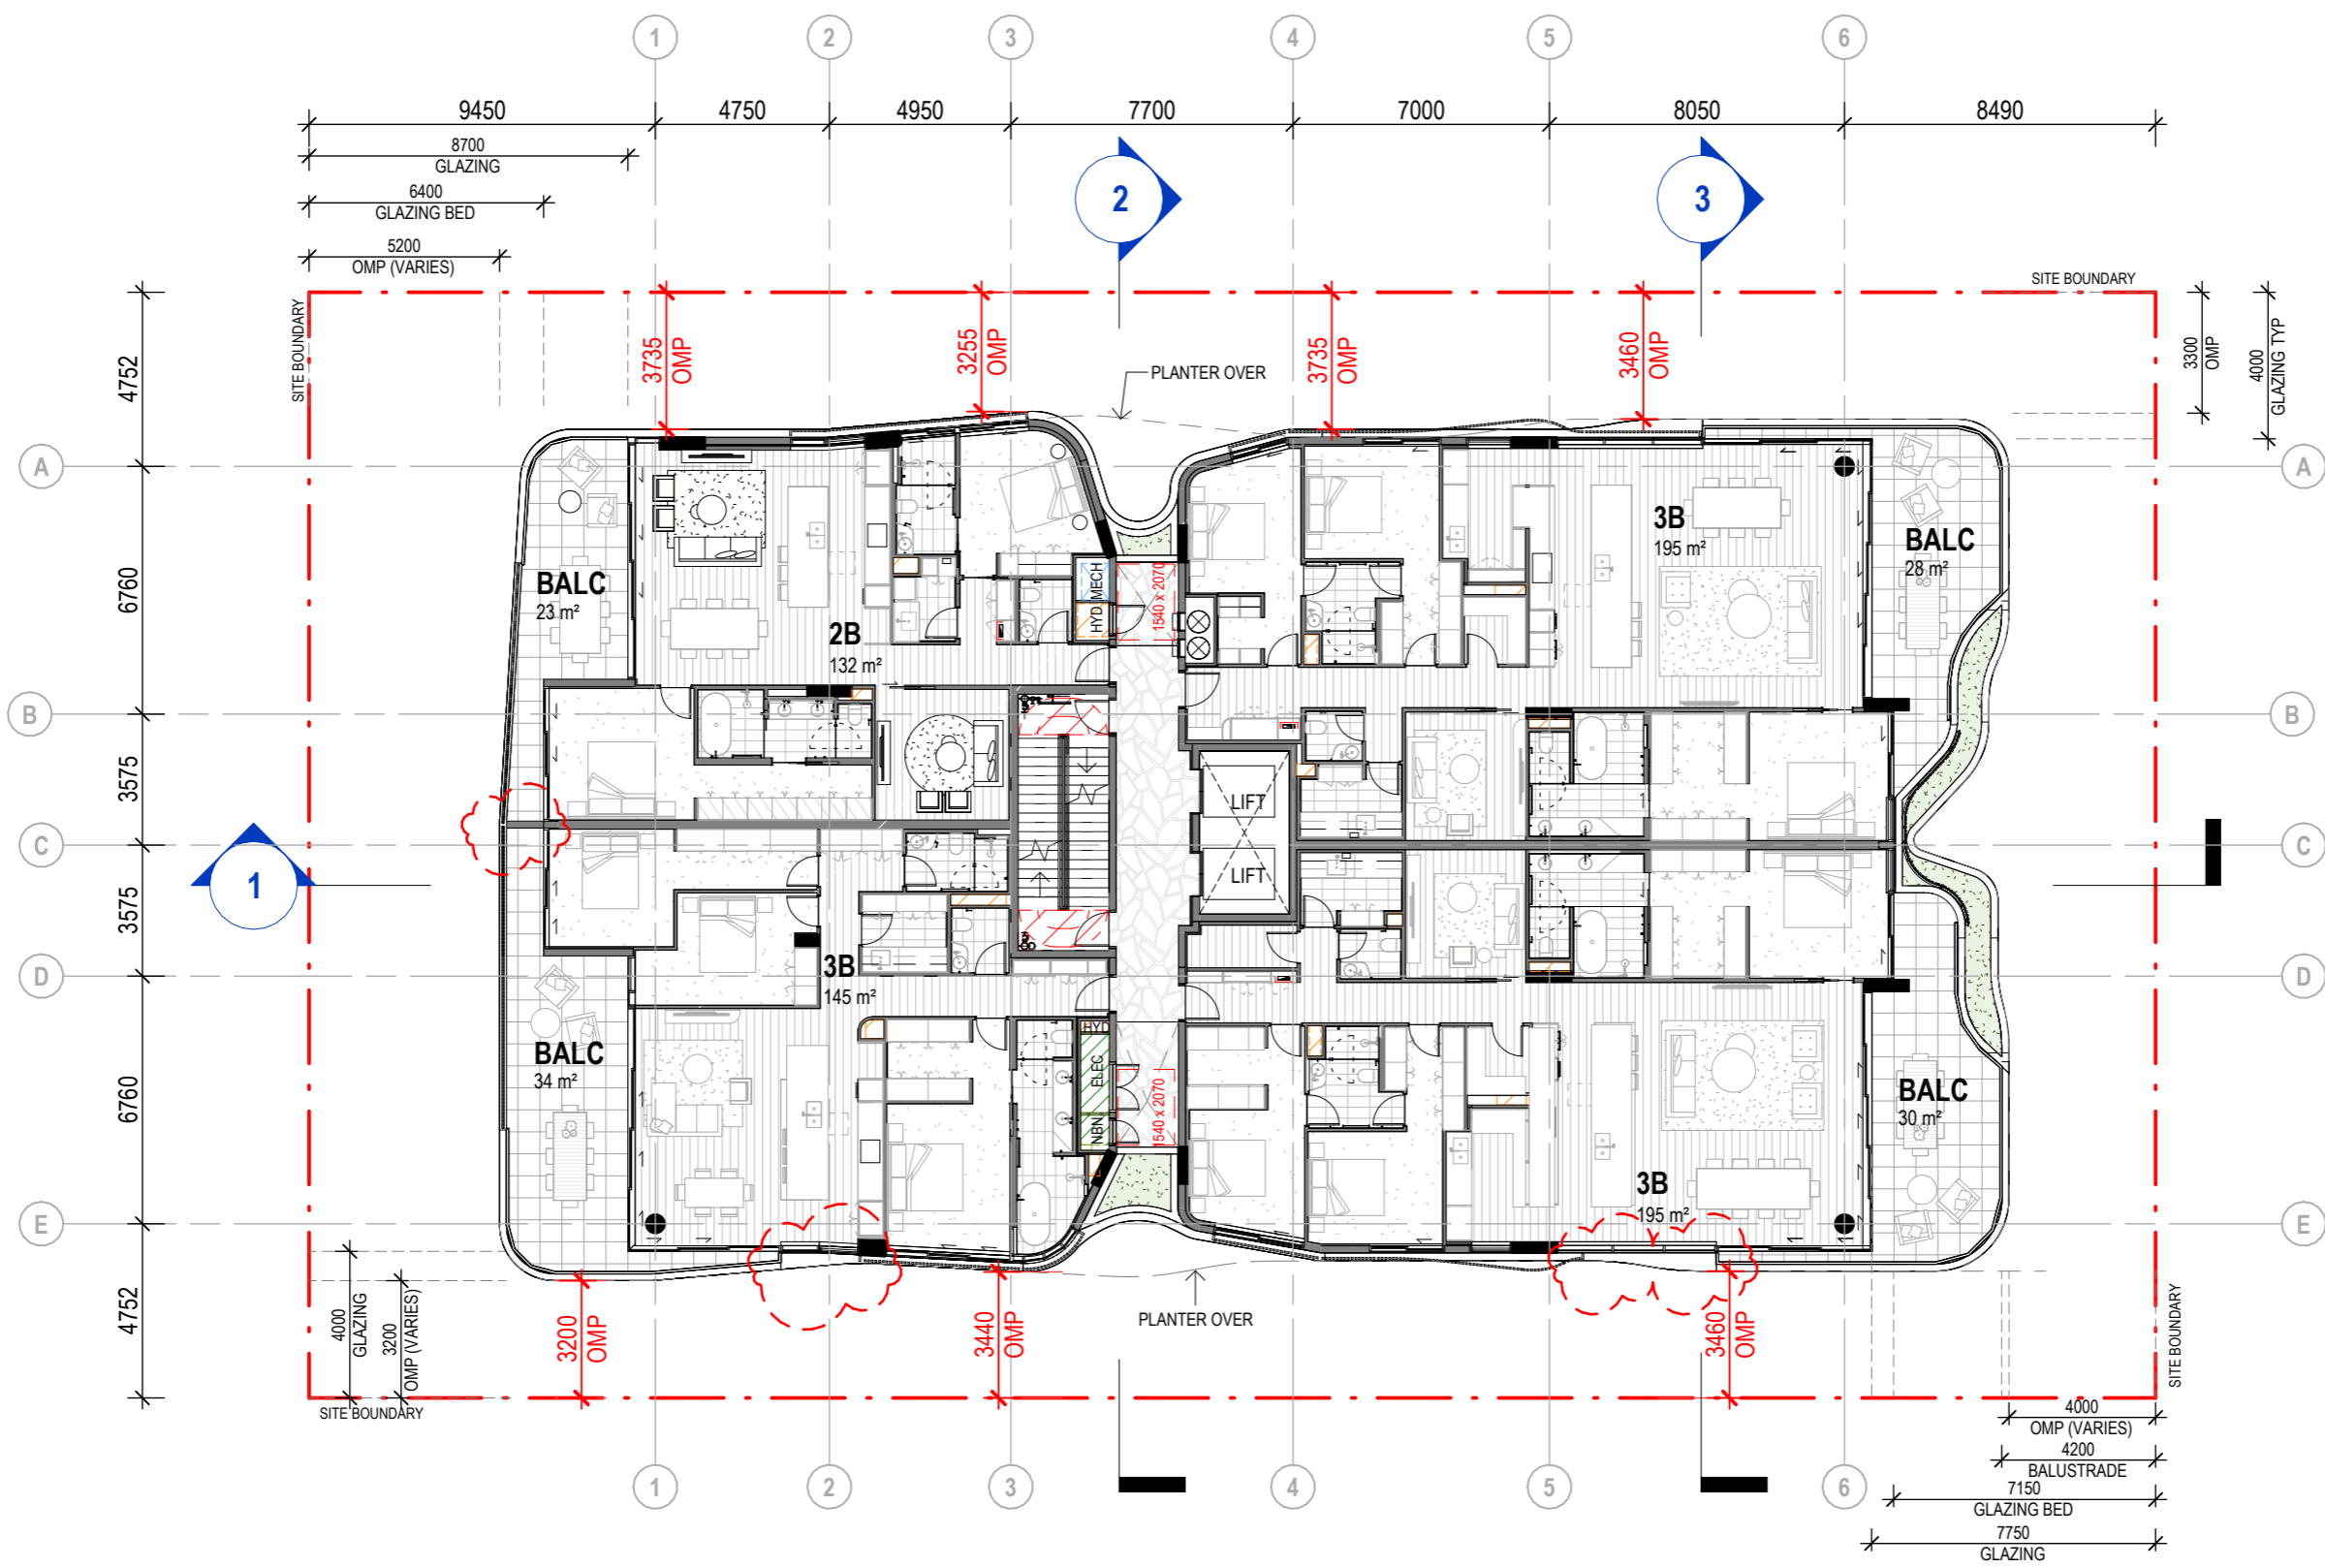 1 2 3 4 5 6
9450 4750 4950 7700 7000 8050 8490
8700
GLAZING
6400
GLAZING BED
5200
OMP (VARIES)
2 3
SITE BOUNDARY
SITE BOUNDARY
4752
3735
OMP
3255
OMP
3735
OMP
3460
OMP
3300
OMP
4000
GLAZING TYP
PLANTER OVER
A A
6760
BALC
23 m²
2B
132 m²
HYD MECH
1540 x 2070
3B
195 m²
BALC
28 m²
B B
3575
LIFT
C C
1
LIFT
3575
D D
3B
145 m²
BALC
34 m²
HYD
ELEC
NBN
1540 x 2070
6760
BALC
30 m²
3B
195 m²
E E
4752
4000
GLAZING
3200
OMP (VARIES)
3200
OMP
3440
OMP
PLANTER OVER
3460
OMP
SITE BOUNDARY
SITE BOUNDARY
4000
OMP (VARIES)
4200
BALUSTRADE
7150
GLAZING BED
7750
GLAZING
1 2 3 4 5 6